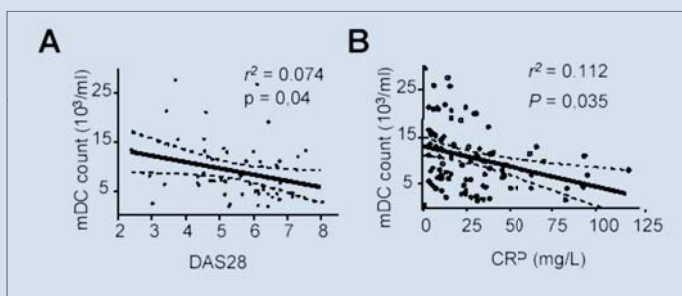 A
r² = 0.074
p = 0.04
mDC count (10³/ml)
25
15
5
2 3 4 5 6 7 8
DAS28
B
r² = 0.112
P = 0.035
mDC count (10³/ml)
25
15
5
0 25 50 75 100 125
CRP (mg/L)